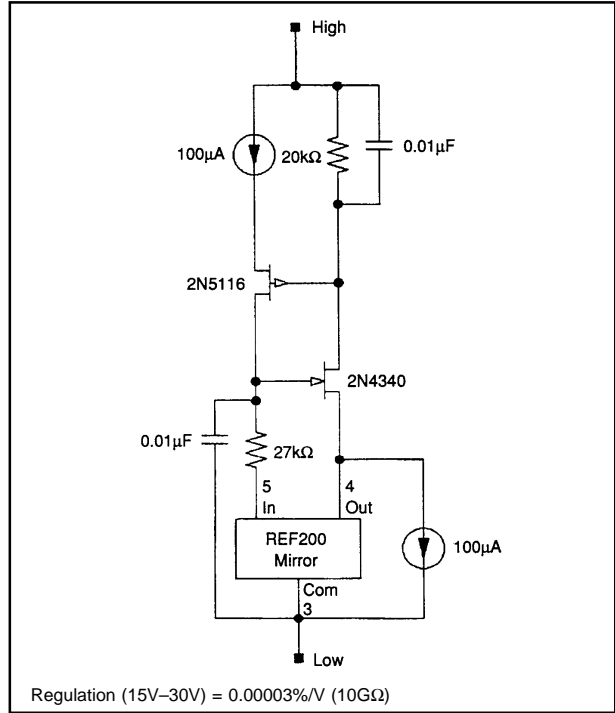 High
100μA
20kΩ
0.01μF
2N5116
2N4340
0.01μF
27kΩ
5
4
In
Out
REF200
Mirror
100μA
Com
3
Low
Regulation (15V–30V) = 0.00003%/V (10GΩ)